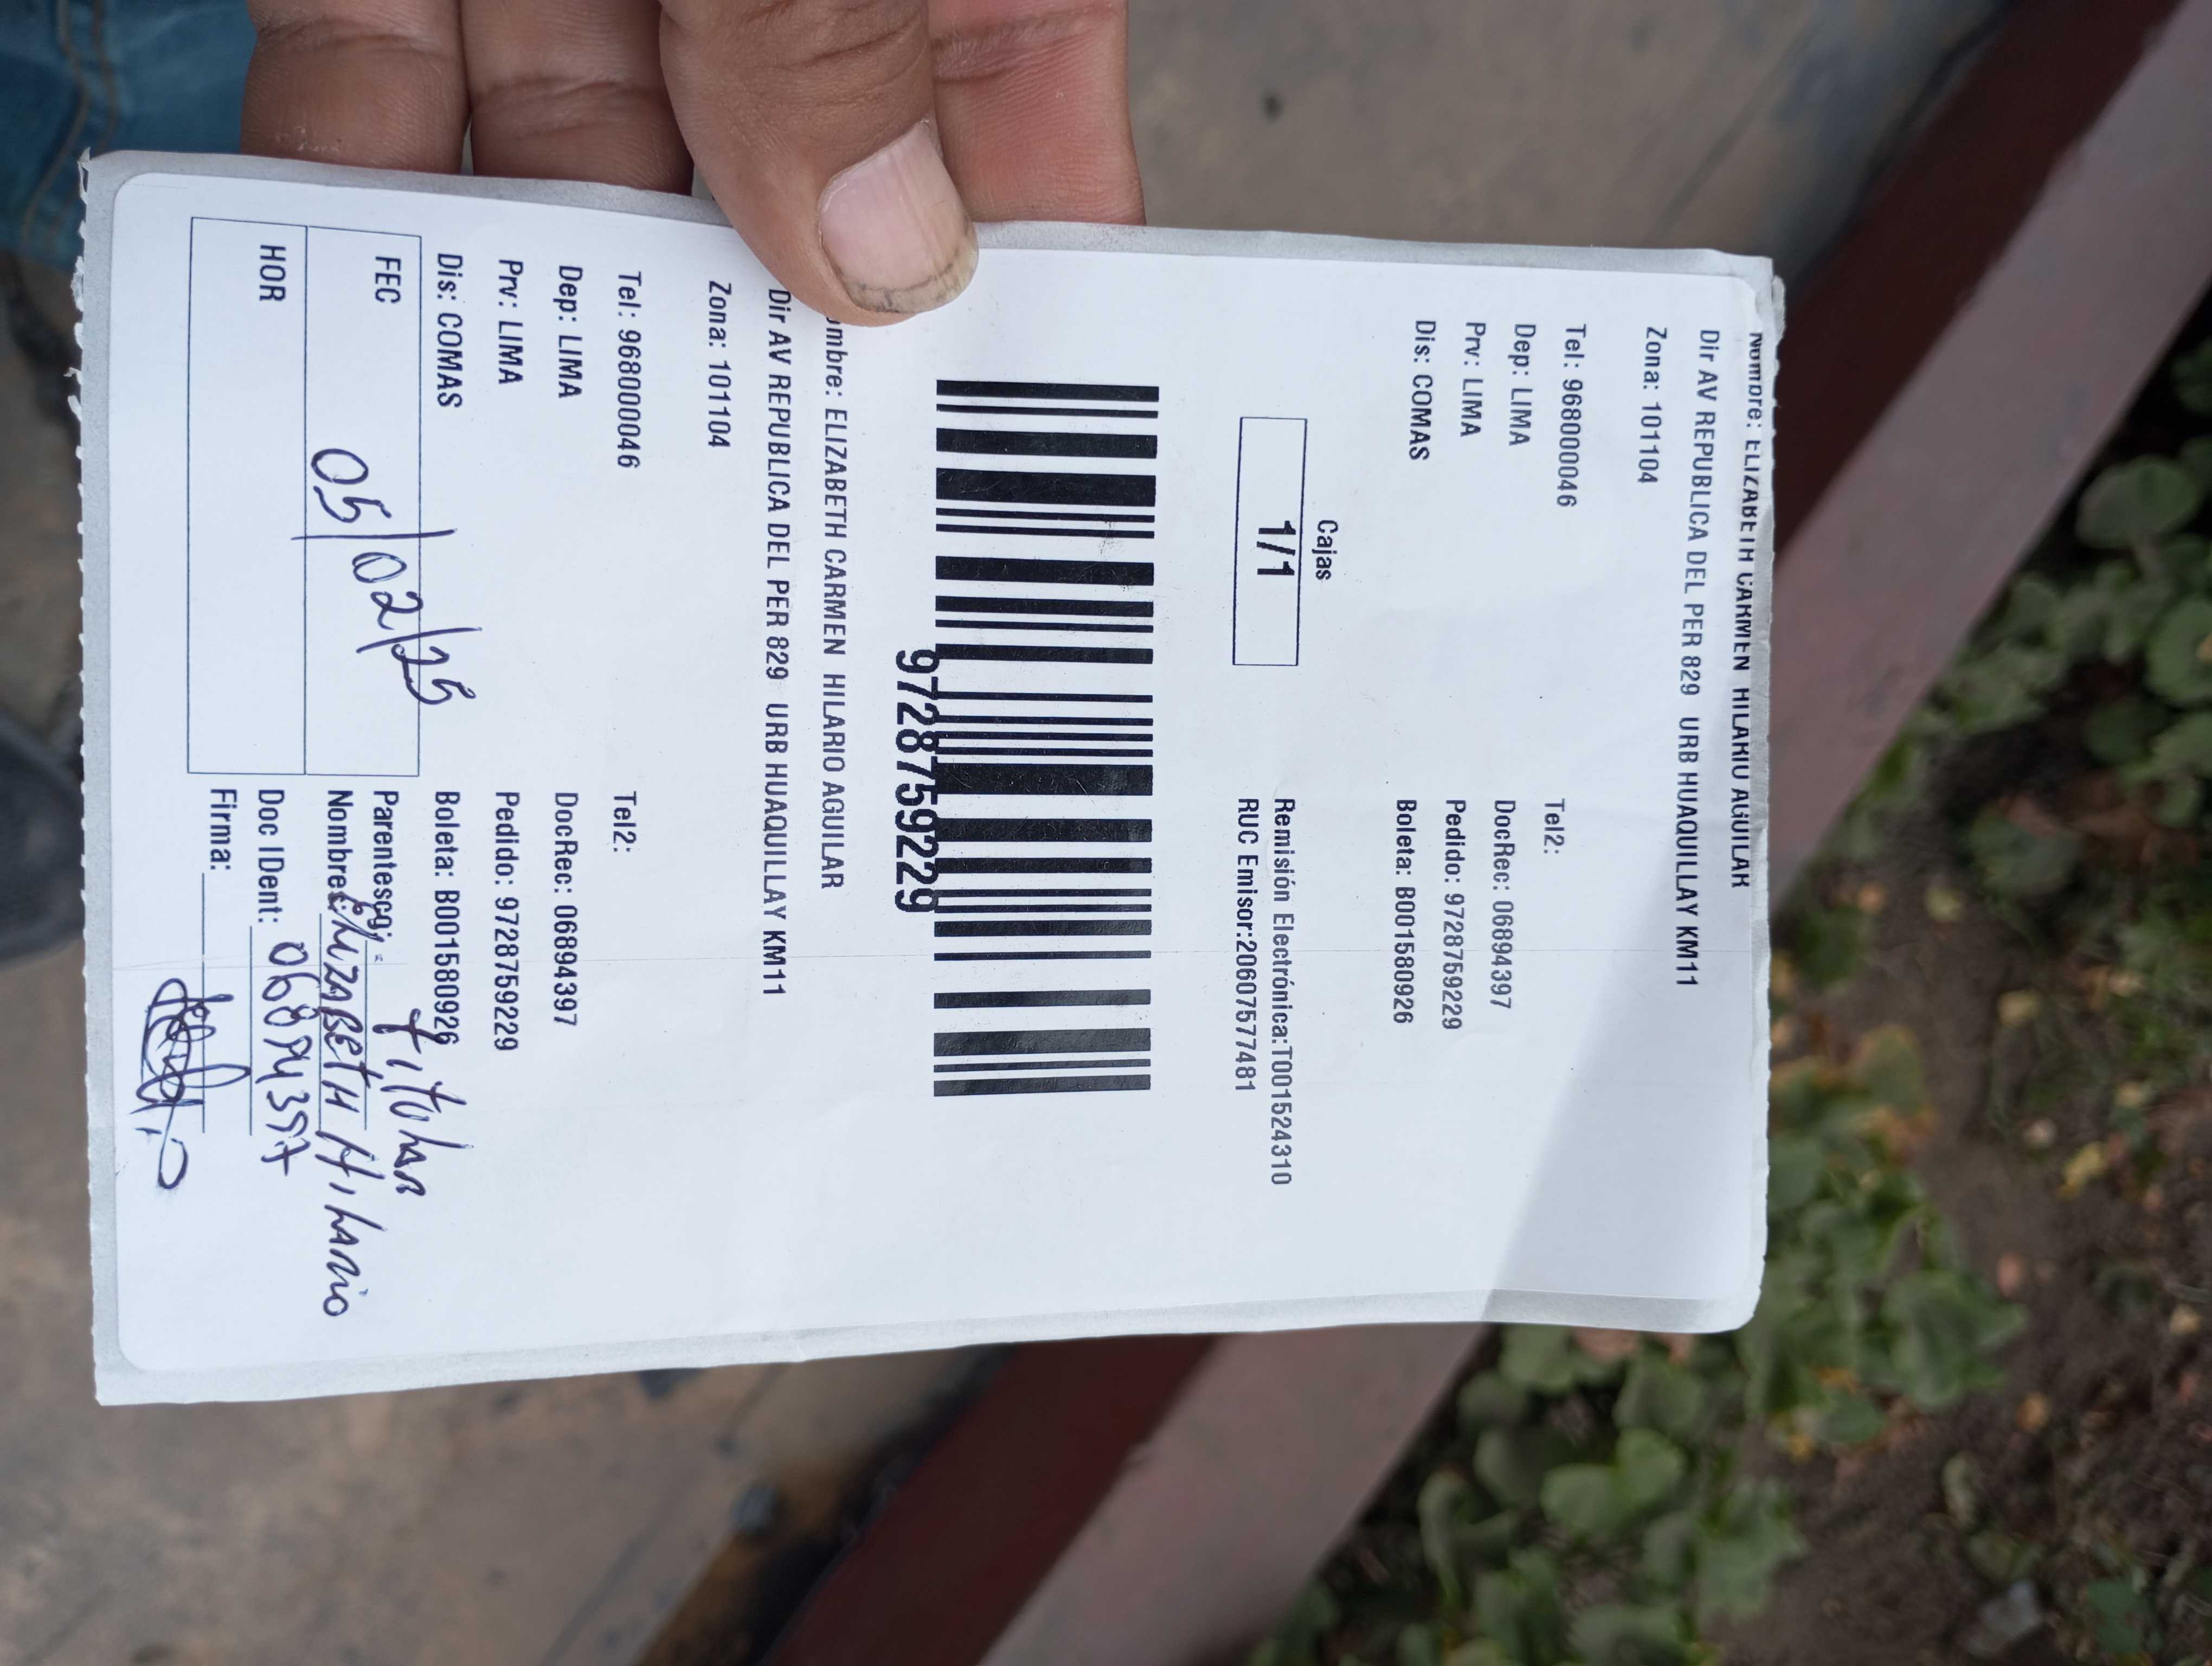 Nombre: ELIZABETH CARMEN HILARIO AGUILAR
Dir AV REPUBLICA DEL PER 829 URB HUAQUILLAY KM11
Zona: 101104
Tel: 968000046 Tel2:
Dep: LIMA DocRec: 06894397
Prv: LIMA Pedido: 9728759229
Dis: COMAS Boleta: B001580926
Cajas
1/1
Remisión Electrónica:T001524310
RUC Emisor:20607577481
9728759229
ombre: ELIZABETH CARMEN HILARIO AGUILAR
Dir AV REPUBLICA DEL PER 829 URB HUAQUILLAY KM11
Zona: 101104
Tel: 968000046 Tel2:
Dep: LIMA DocRec: 06894397
Prv: LIMA Pedido: 9728759229
Dis: COMAS Boleta: B001580926
FEC 05/02/25
HOR
Parentesco: Titular
Nombre: ELIZABETH Hilario
Doc IDent: 06894397
Firma: